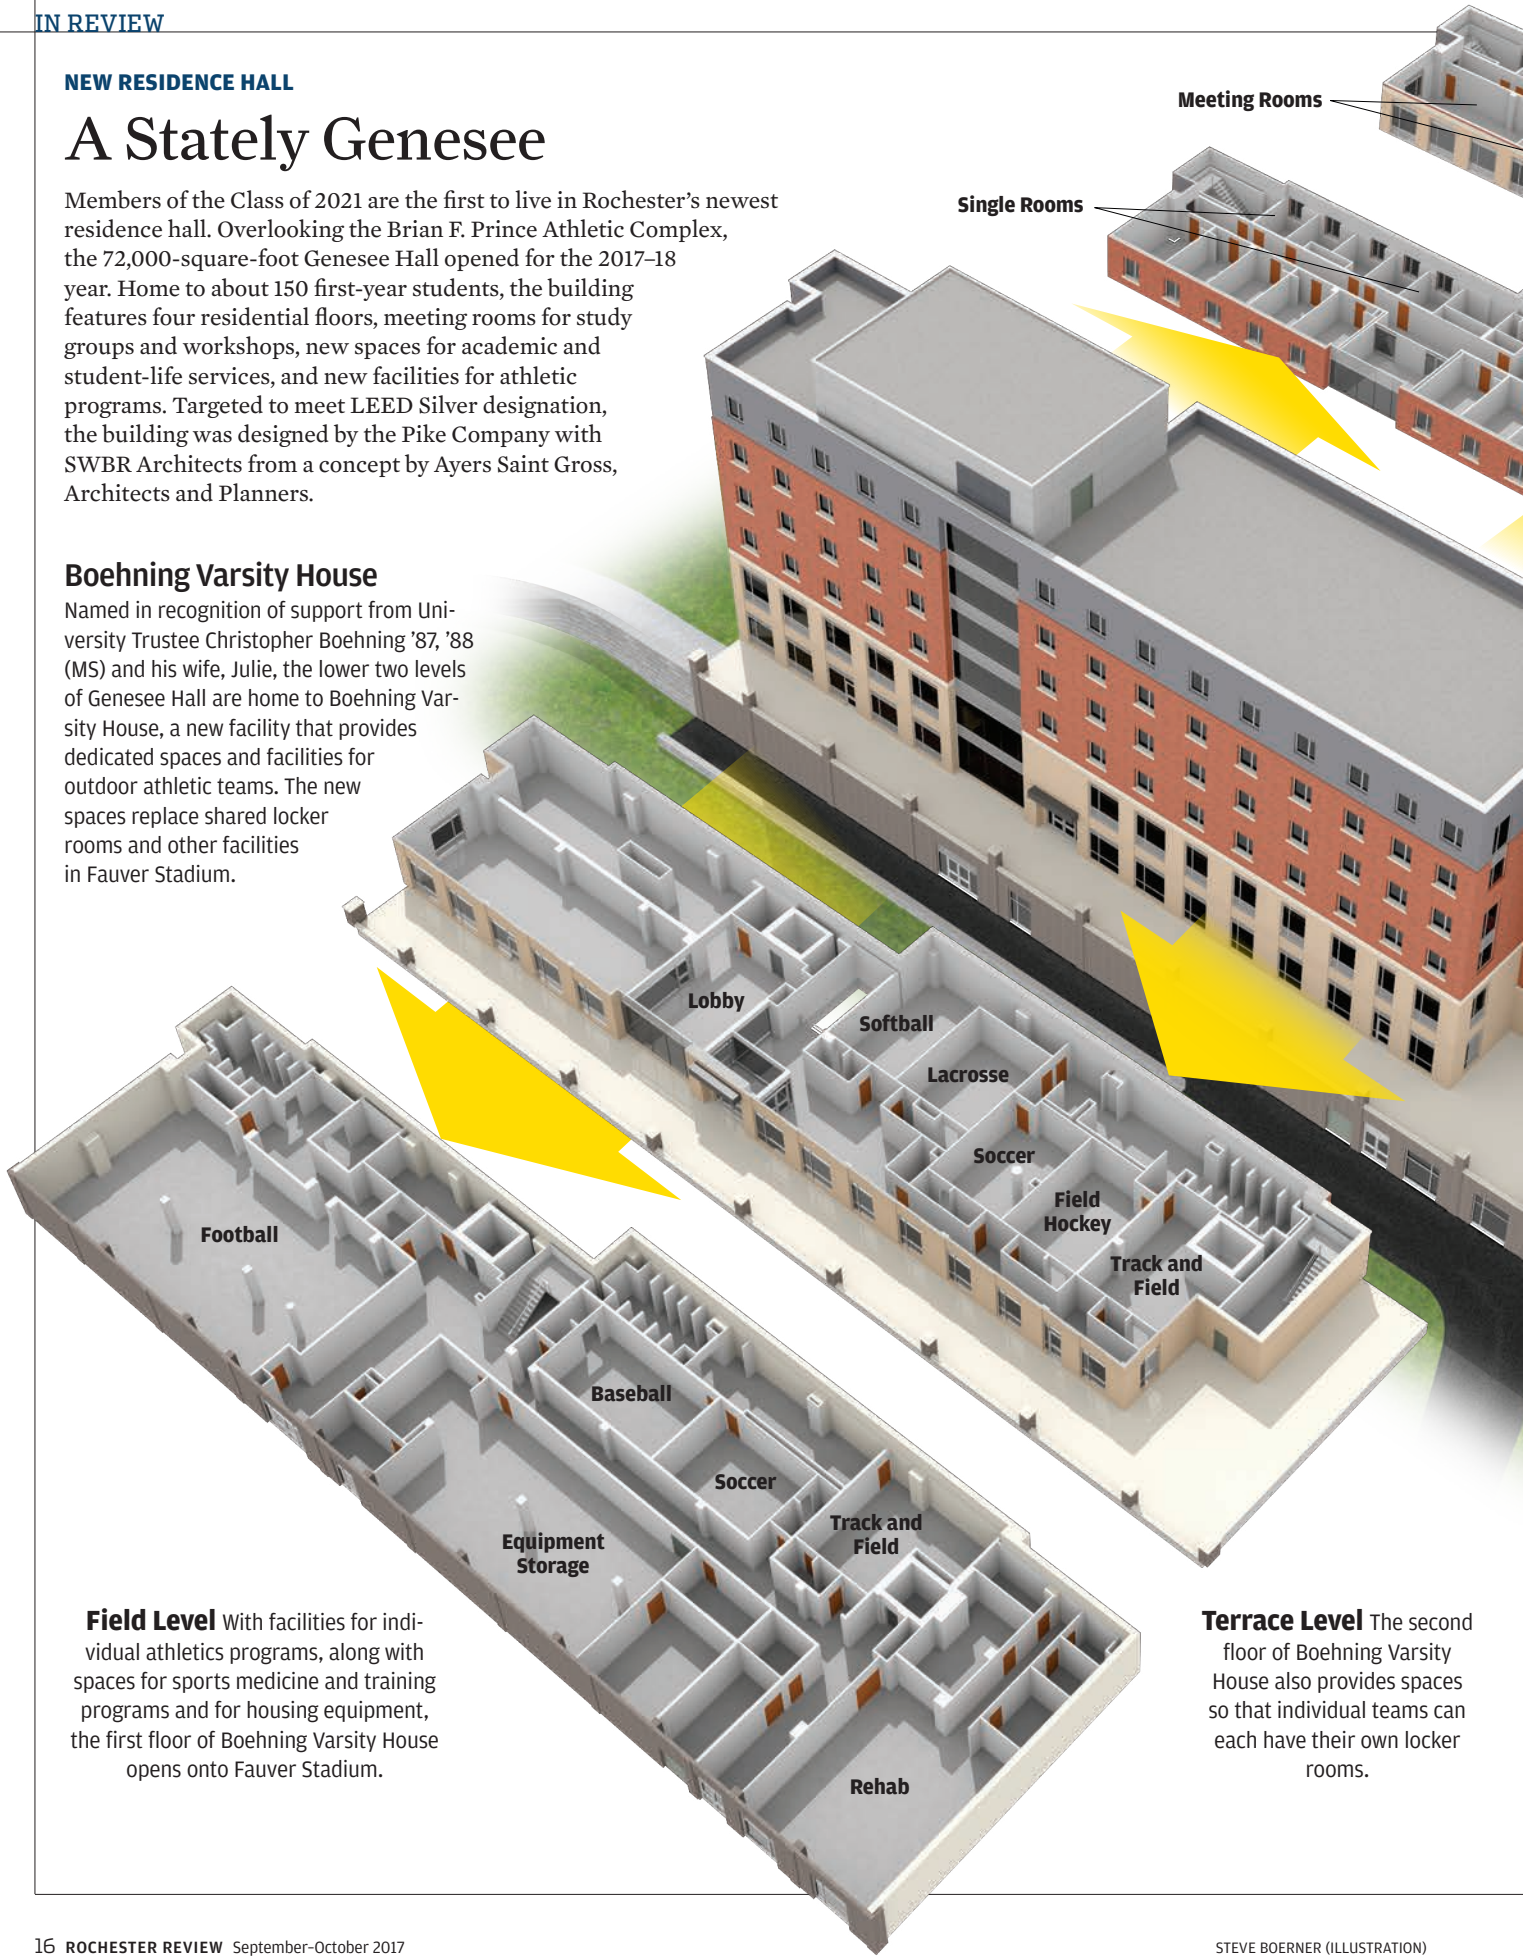 IN REVIEW
NEW RESIDENCE HALL
A Stately Genesee
Members of the Class of 2021 are the first to live in Rochester’s newest
residence hall. Overlooking the Brian F. Prince Athletic Complex,
the 72,000-square-foot Genesee Hall opened for the 2017–18
year. Home to about 150 first-year students, the building
features four residential floors, meeting rooms for study
groups and workshops, new spaces for academic and
student-life services, and new facilities for athletic
programs. Targeted to meet LEED Silver designation,
the building was designed by the Pike Company with
SWBR Architects from a concept by Ayers Saint Gross,
Architects and Planners.
Boehning Varsity House
Named in recognition of support from Uni-
versity Trustee Christopher Boehning ’87, ’88
(MS) and his wife, Julie, the lower two levels
of Genesee Hall are home to Boehning Var-
sity House, a new facility that provides
dedicated spaces and facilities for
outdoor athletic teams. The new
spaces replace shared locker
rooms and other facilities
in Fauver Stadium.
Meeting Rooms
Single Rooms
Lobby
Softball
Lacrosse
Soccer
Field
Hockey
Track and
Field
Football
Baseball
Soccer
Track and
Field
Equipment
Storage
Rehab
Field Level With facilities for indi-
vidual athletics programs, along with
spaces for sports medicine and training
programs and for housing equipment,
the first floor of Boehning Varsity House
opens onto Fauver Stadium.
Terrace Level The second
floor of Boehning Varsity
House also provides spaces
so that individual teams can
each have their own locker
rooms.
16 ROCHESTER REVIEW September–October 2017
STEVE BOERNER (ILLUSTRATION)